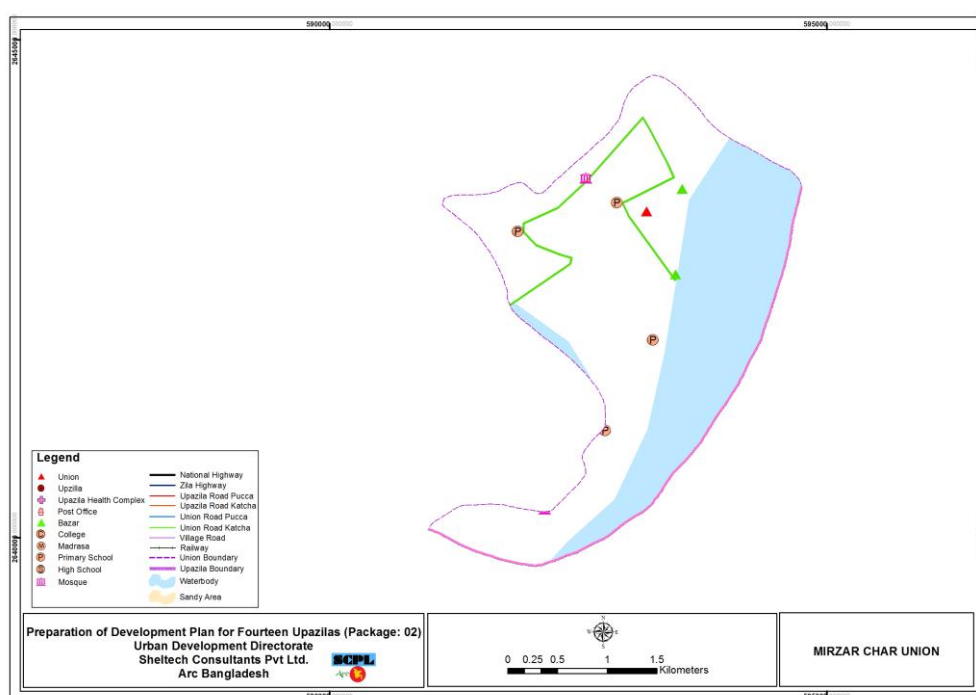 590000
595000
2645000
2640000
Legend
Union
Upzilla
Upazila Health Complex
Post Office
Bazar
College
Madrasa
Primary School
High School
Mosque
National Highway
Zila Highway
Upazila Road Pucca
Upazila Road Katcha
Union Road Pucca
Union Road Katcha
Village Road
Railway
Union Boundary
Upazila Boundary
Waterbody
Sandy Area
P
P
P
P
Preparation of Development Plan for Fourteen Upazilas (Package: 02)
Urban Development Directorate
Sheltech Consultants Pvt Ltd.
Arc Bangladesh
SCPL
Arc
N
W E
S
0 0.25 0.5 1 1.5
Kilometers
MIRZAR CHAR UNION